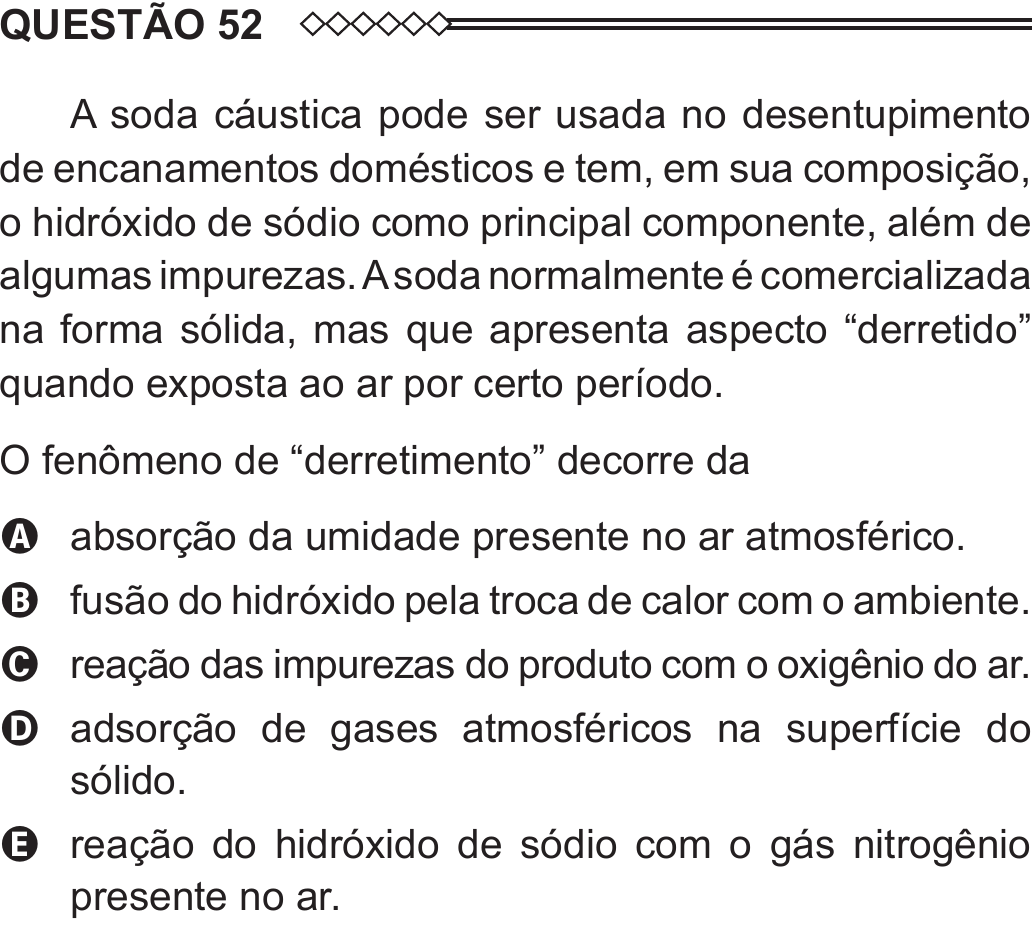 QUESTÃO 52
A soda cáustica pode ser usada no desentupimento
de encanamentos domésticos e tem, em sua composição,
o hidróxido de sódio como principal componente, além de
algumas impurezas. A soda normalmente é comercializada
na forma sólida, mas que apresenta aspecto “derretido”
quando exposta ao ar por certo período.
O fenômeno de “derretimento” decorre da
A absorção da umidade presente no ar atmosférico.
B fusão do hidróxido pela troca de calor com o ambiente.
C reação das impurezas do produto com o oxigênio do ar.
D adsorção de gases atmosféricos na superfície do
sólido.
E reação do hidróxido de sódio com o gás nitrogênio
presente no ar.